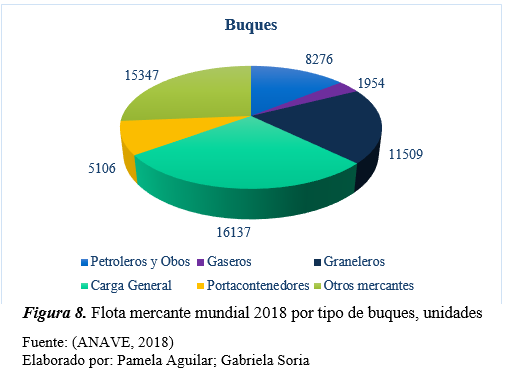 Buques
8276
1954
11509
16137
5106
15347
Petroleros y Obos
Gaseros
Graneleros
Carga General
Portacontenedores
Otros mercantes
Figura 8. Flota mercante mundial 2018 por tipo de buques, unidades
Fuente: (ANAVE, 2018)
Elaborado por: Pamela Aguilar; Gabriela Soria